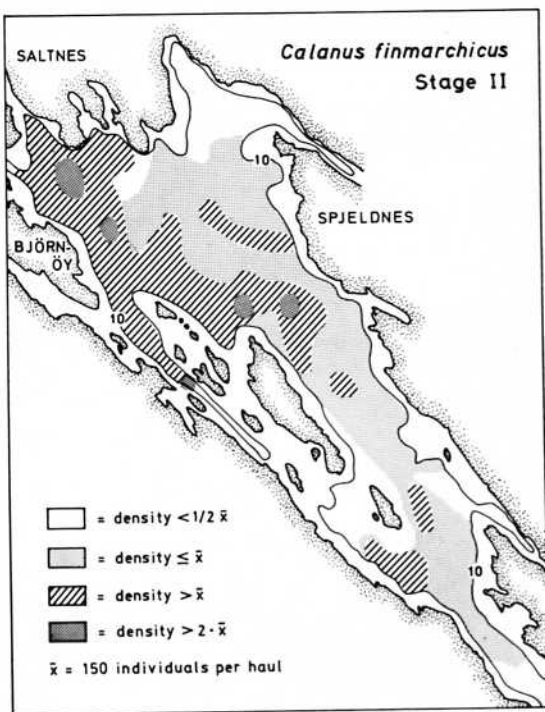 Calanus finmarchicus
Stage II
SALTNES
10
SPJELDNES
BJÖRN-
ÖY
10
10
= density < 1/2 x̄
= density ≤ x̄
= density > x̄
= density > 2 · x̄
x̄ = 150 individuals per haul